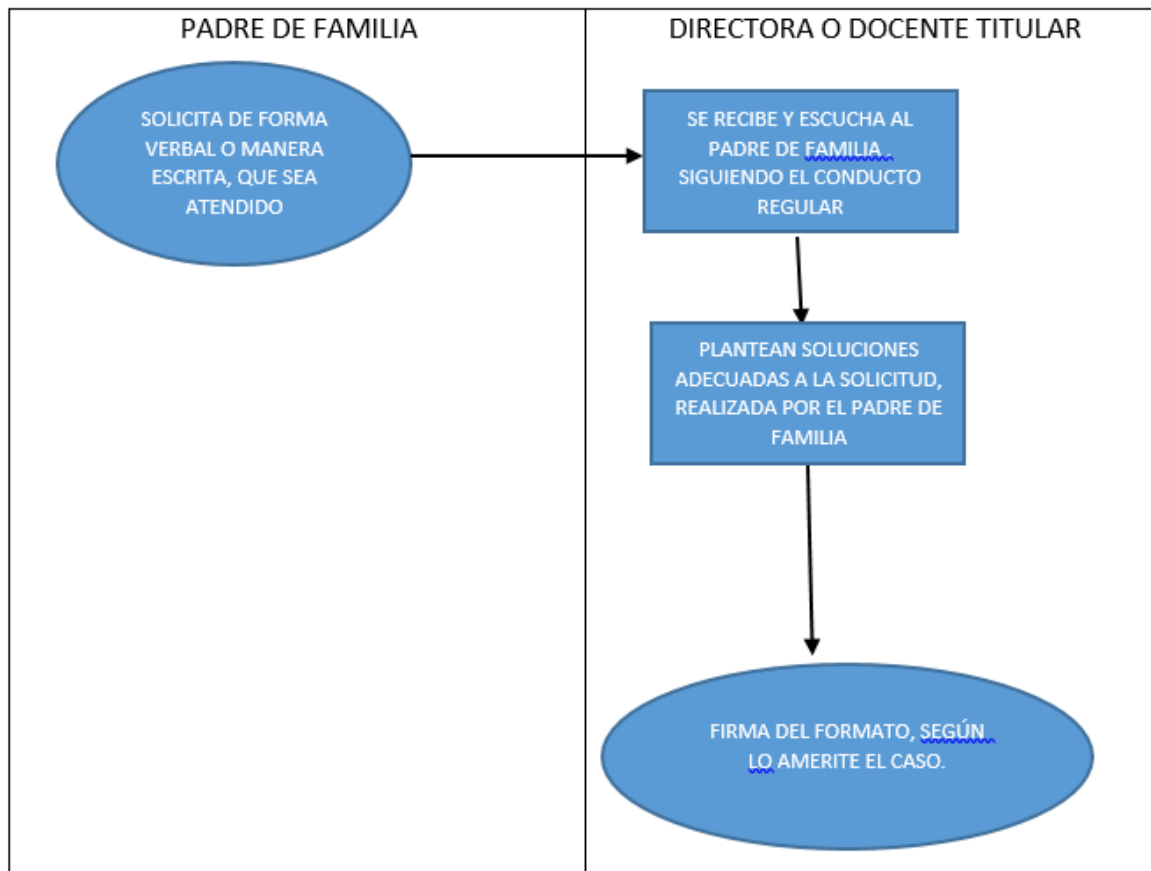 PADRE DE FAMILIA
DIRECTORA O DOCENTE TITULAR
SOLICITA DE FORMA
VERBAL O MANERA
ESCRITA, QUE SEA
ATENDIDO
SE RECIBE Y ESCUCHA AL
PADRE DE FAMILIA .
SIGUIENDO EL CONDUCTO
REGULAR
PLANTEAN SOLUCIONES
ADECUADAS A LA SOLICITUD,
REALIZADA POR EL PADRE DE
FAMILIA
FIRMA DEL FORMATO, SEGÚN
LO AMERITE EL CASO.